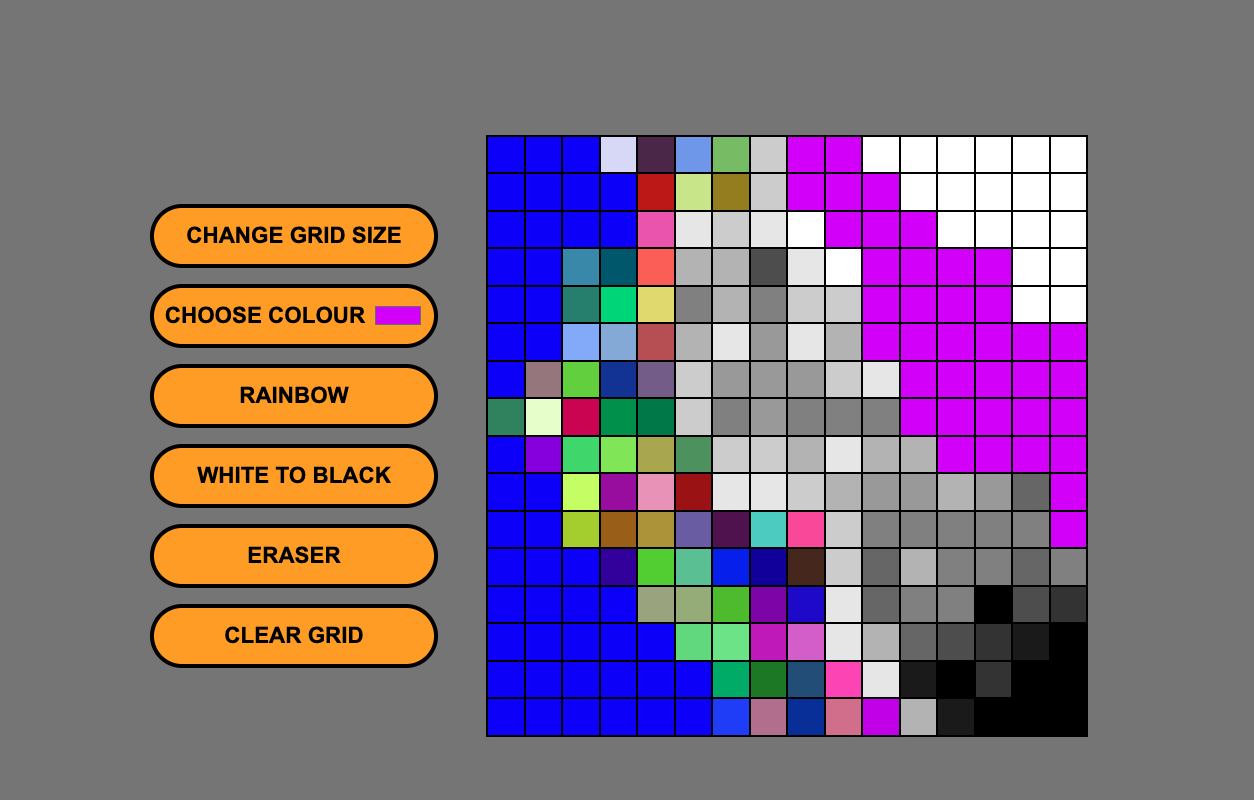 CHANGE GRID SIZE
CHOOSE COLOUR
RAINBOW
WHITE TO BLACK
ERASER
CLEAR GRID